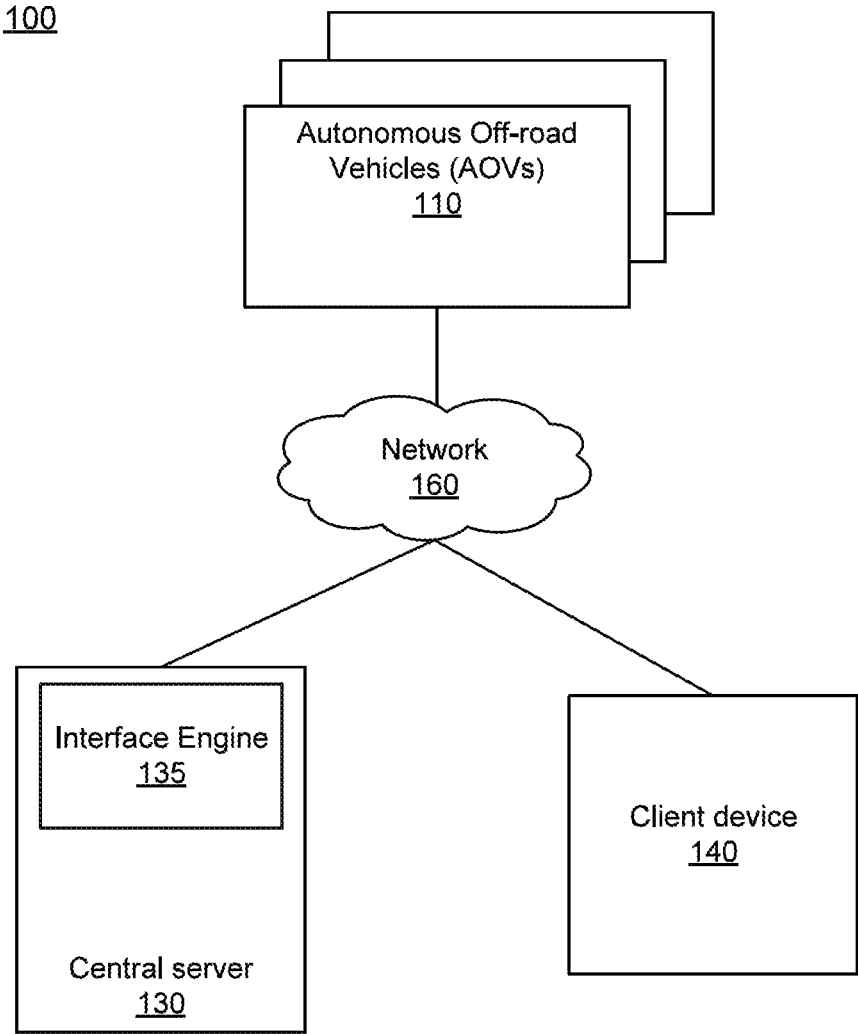 100
Autonomous Off-road
Vehicles (AOVs)
110
Network
160
Interface Engine
135
Client device
140
Central server
130